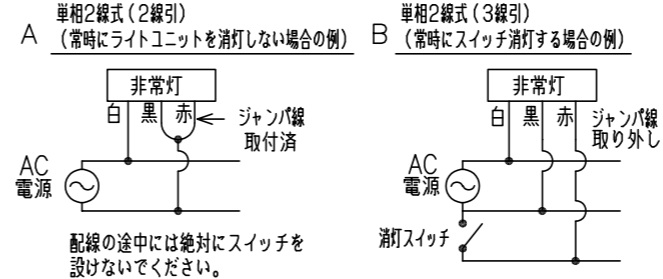 A 単相2線式(2線引)
(常時にライトユニットを消灯しない場合の例)
非常灯
白 黒 赤
ジャンパ線
取付済
AC
電源
配線の途中には絶対にスイッチを
設けないでください。
B 単相2線式(3線引)
(常時にスイッチ消灯する場合の例)
非常灯
白 黒 赤
ジャンパ線
取り外し
AC
電源
消灯スイッチ